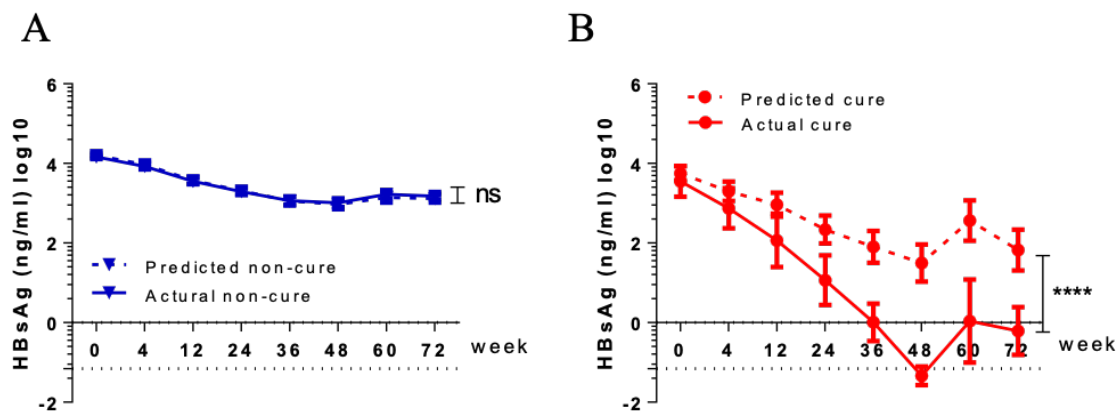 A
HBsAg (ng/ml) log10
6
4
2
0
-2
ns
Predicted non-cure
Actural non-cure
0 4 12 24 36 48 60 72 week
B
HBsAg (ng/ml) log10
6
4
2
0
-2
Predicted cure
Actual cure
****
0 4 12 24 36 48 60 72 week